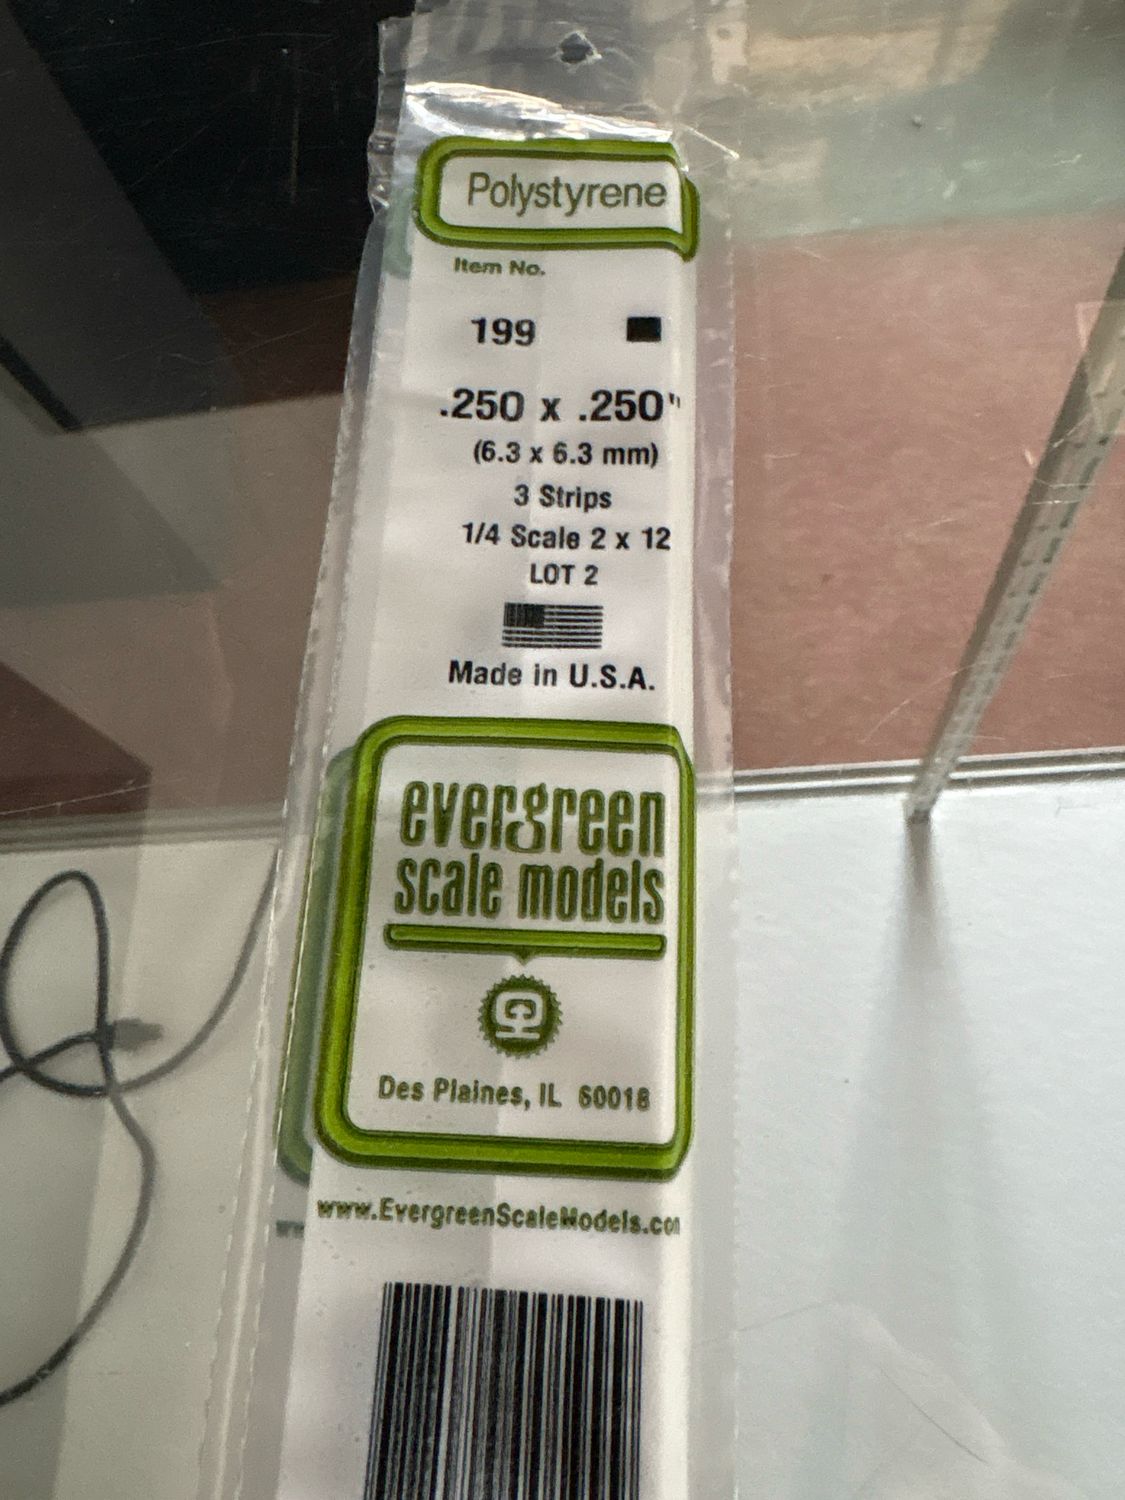 Polystyrene
Item No.
199
.250 x .250"
(6.3 x 6.3 mm)
3 Strips
1/4 Scale 2 x 12
LOT 2
Made in U.S.A.
evergreen
scale models
Des Plaines, IL 60018
www.EvergreenScaleModels.com